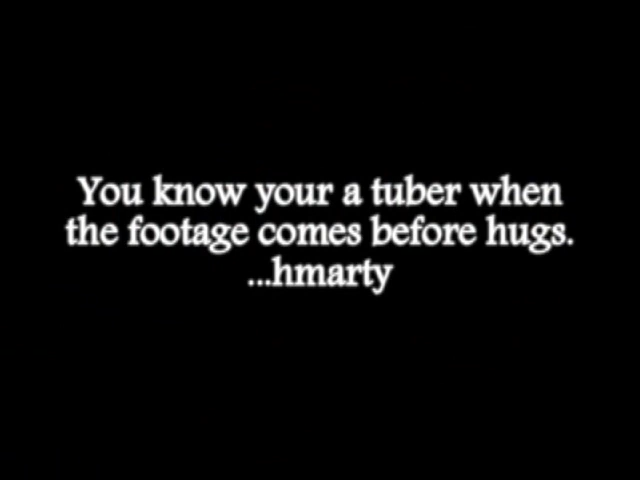 You know your a tuber when
the footage comes before hugs.
...hmarty